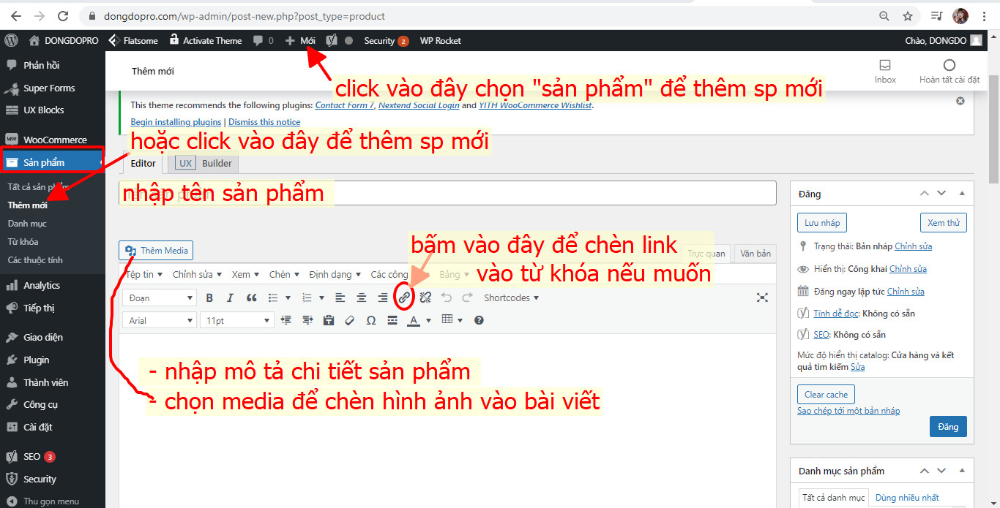 dongdopro.com/wp-admin/post-new.php?post_type=product
DONGDOPRO Flatsome Activate Theme 0 Mới Security 2 WP Rocket Chào, DONGDO
Phản hồi
Super Forms
UX Blocks
WooCommerce
Sản phẩm
Tất cả sản phẩm
Thêm mới
Danh mục
Từ khóa
Các thuộc tính
Analytics
Tiếp thị
Giao diện
Plugin
Thành viên
Công cụ
Cài đặt
SEO 3
Security
Thu gọn menu
Thêm mới
Inbox
Hoàn tất cài đặt
click vào đây chọn "sản phẩm" để thêm sp mới
This theme recommends the following plugins: Contact Form 7, Nextend Social Login and YITH WooCommerce Wishlist.
Begin installing plugins | Dismiss this notice
hoặc click vào đây để thêm sp mới
Editor UX Builder
nhập tên sản phẩm
Thêm Media
bấm vào đây để chèn link
Trực quan Văn bản
Tệp tin Chỉnh sửa Xem Chèn Định dạng Các công Bảng
vào từ khóa nếu muốn
Đoạn B I Shortcodes
Arial 11pt Ω A
- nhập mô tả chi tiết sản phẩm
- chọn media để chèn hình ảnh vào bài viết
Đăng
Lưu nháp Xem thử
Trạng thái: Bản nháp Chỉnh sửa
Hiển thị: Công khai Chỉnh sửa
Đăng ngay lập tức Chỉnh sửa
Tính dễ đọc: Không có sẵn
SEO: Không có sẵn
Mức độ hiển thị catalog: Cửa hàng và kết
quả tìm kiếm Sửa
Clear cache
Sao chép tới một bản nháp
Đăng
Danh mục sản phẩm
Tất cả danh mục Dùng nhiều nhất